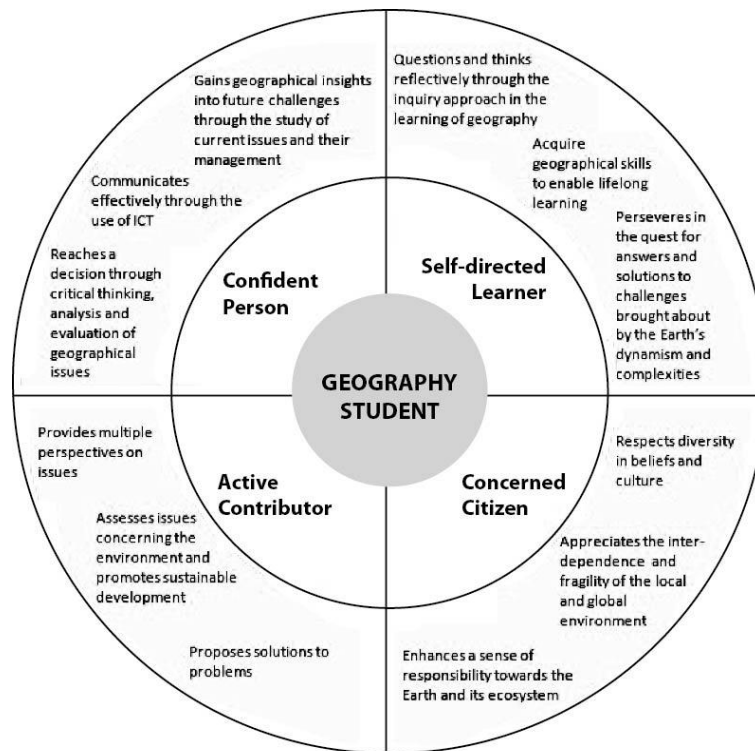 Gains geographical insights
into future challenges
through the study of
current issues and their
management
Communicates
effectively through the
use of ICT
Reaches a
decision through
critical thinking,
analysis and
evaluation of
geographical
issues
Confident
Person
Questions and thinks
reflectively through the
inquiry approach in the
learning of geography
Acquire
geographical skills
to enable lifelong
learning
Perseveres in
the quest for
answers and
solutions to
challenges
brought about
by the Earth's
dynamism and
complexities
Self-directed
Learner
GEOGRAPHY
STUDENT
Provides multiple
perspectives on
issues
Assesses issues
concerning the
environment and
promotes sustainable
development
Proposes solutions to
problems
Active
Contributor
Concerned
Citizen
Respects diversity
in beliefs and
culture
Appreciates the inter-
dependence and
fragility of the local
and global
environment
Enhances a sense of
responsibility towards the
Earth and its ecosystem